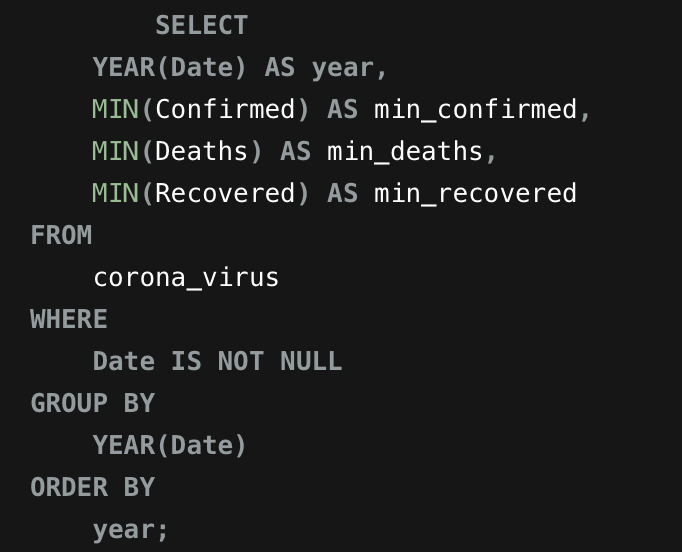 SELECT
YEAR(Date) AS year,
MIN(Confirmed) AS min_confirmed,
MIN(Deaths) AS min_deaths,
MIN(Recovered) AS min_recovered
FROM
corona_virus
WHERE
Date IS NOT NULL
GROUP BY
YEAR(Date)
ORDER BY
year;